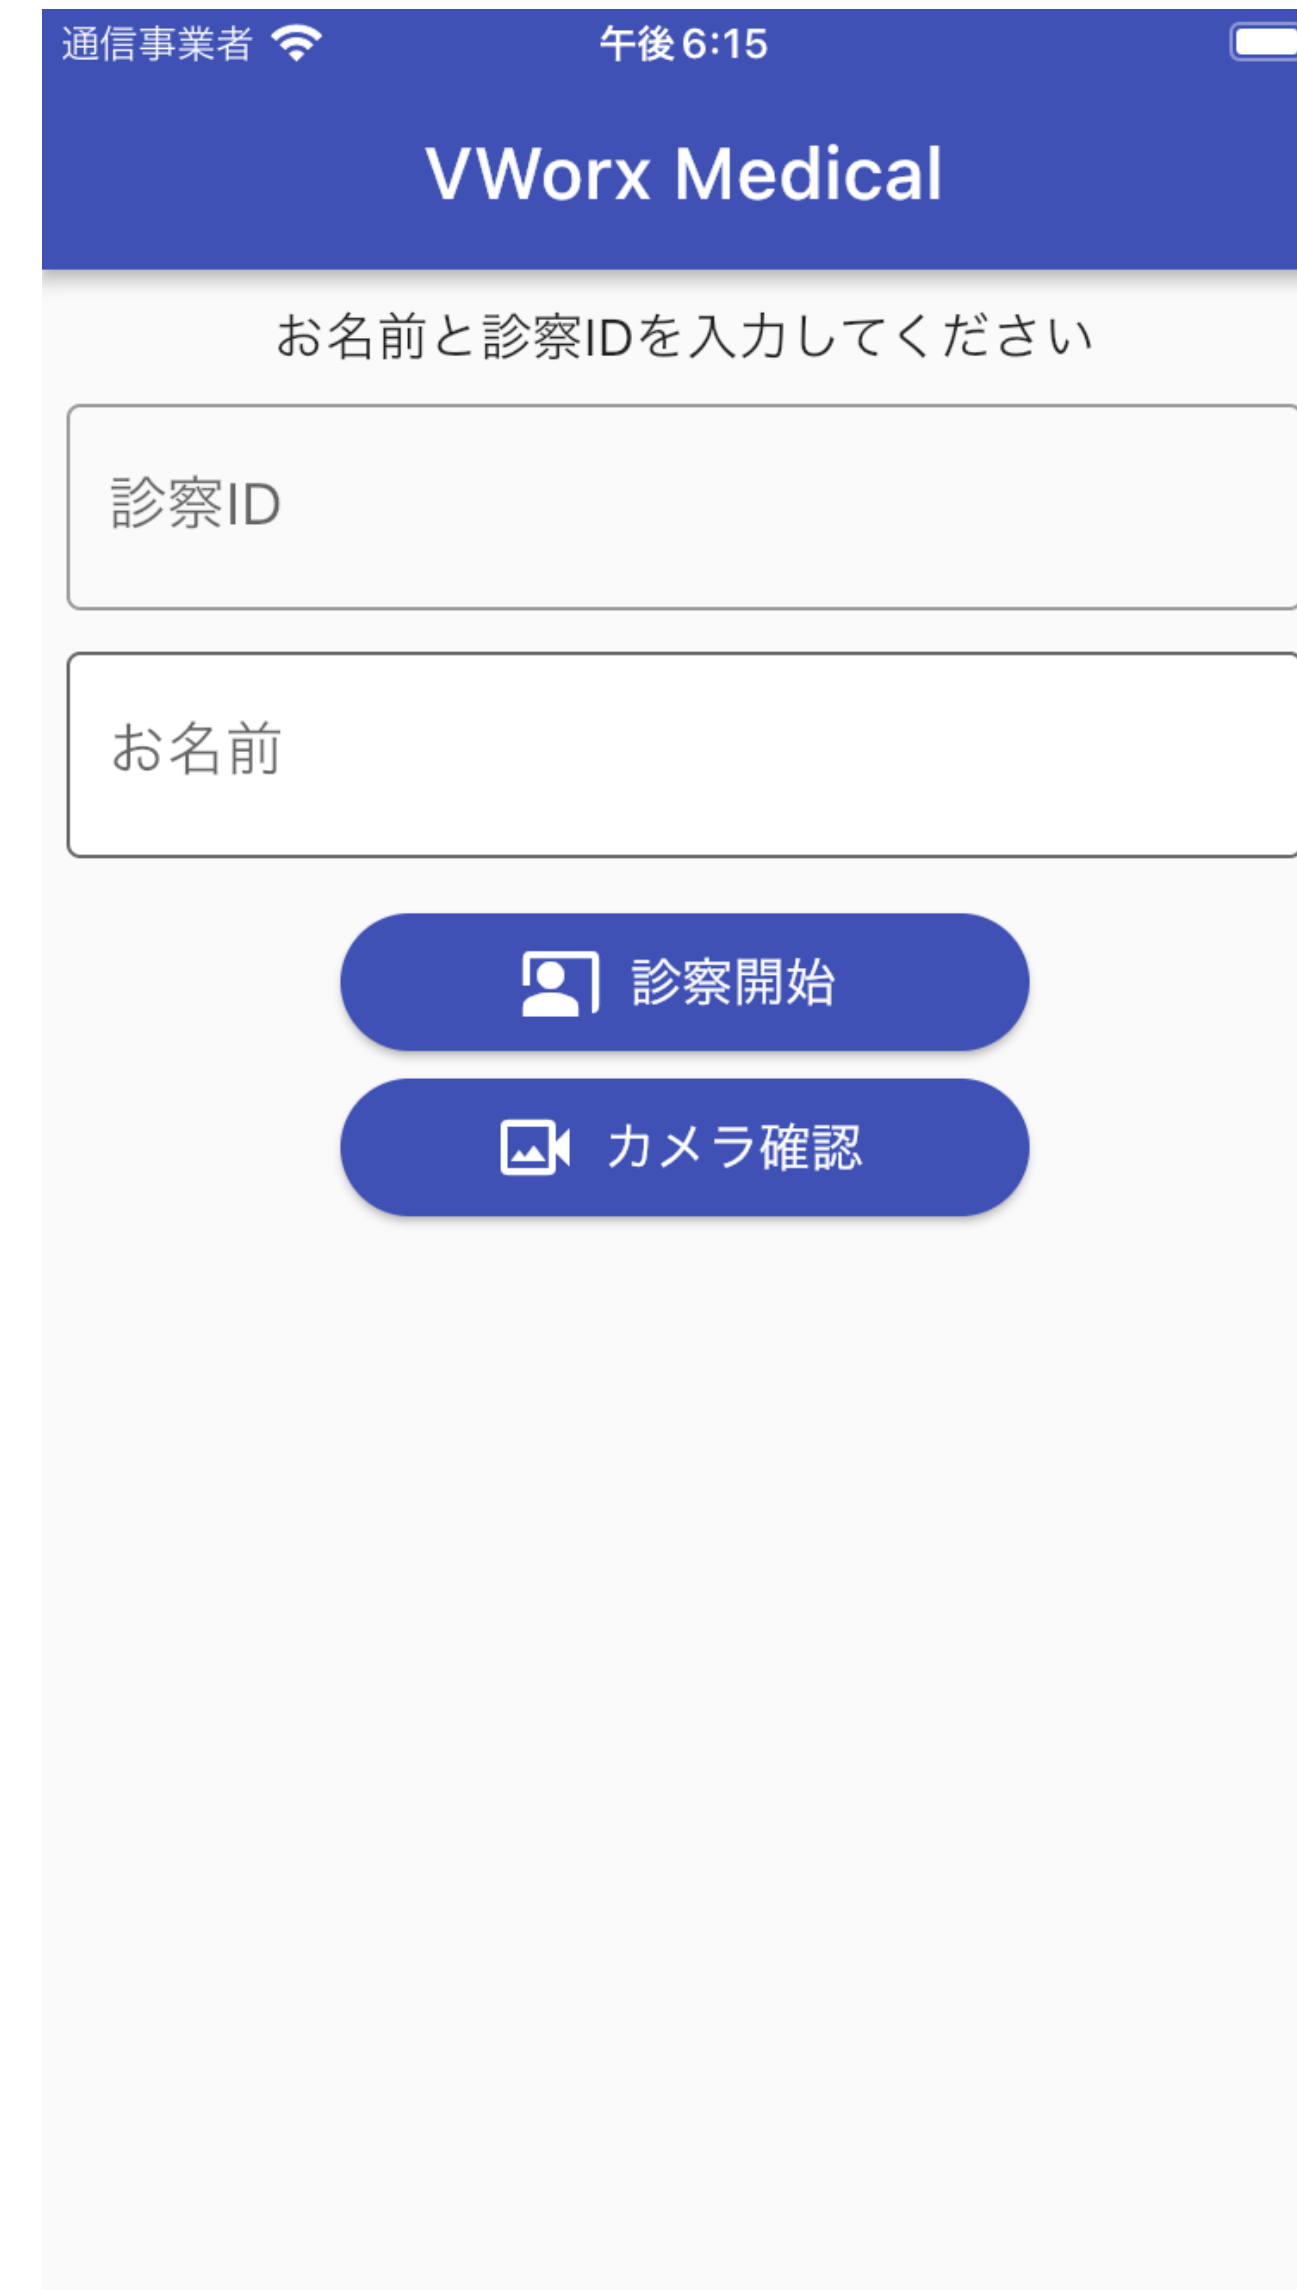 通信事業者
午後6:15
VWorx Medical
お名前と診察IDを入力してください
診察ID
お名前
診察開始
カメラ確認